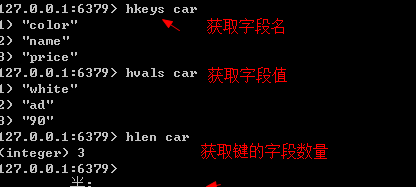 127.0.0.1:6379> hkeys car
1) "color" 获取字段名
2) "name"
3) "price"
127.0.0.1:6379> hvals car 获取字段值
1) "white"
2) "ad"
3) "90"
127.0.0.1:6379> hlen car
(integer) 3 获取键的字段数量
127.0.0.1:6379>
半: